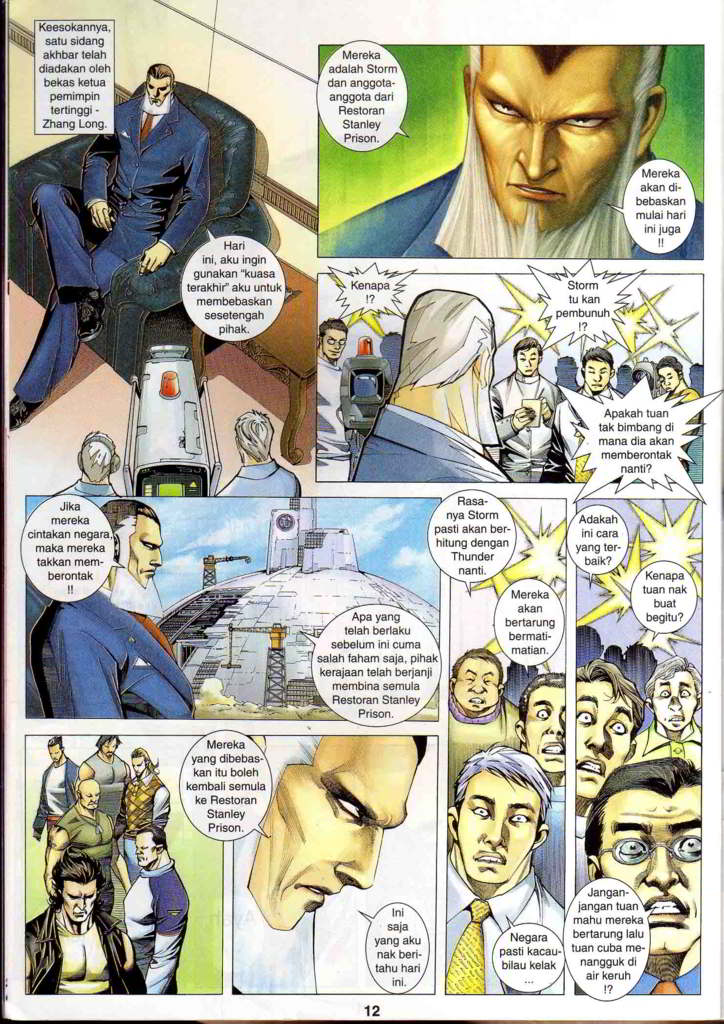 Keesokannya,
satu sidang
akhbar telah
diadakan oleh
bekas ketua
pemimpin
tertinggi -
Zhang Long.
Hari
ini, aku ingin
gunakan "kuasa
terakhir" aku untuk
membebaskan
sesetengah
pihak.
Mereka
adalah Storm
dan anggota-
anggota dari
Restoran
Stanley
Prison.
Mereka
akan di-
bebaskan
mulai hari
ini juga
!!
Kenapa
!?
Storm
tu kan
pembunuh
!?
Apakah tuan
tak bimbang di
mana dia akan
memberontak
nanti?
Jika
mereka
cintakan negara,
maka mereka
takkan mem-
berontak
!!
Apa yang
telah berlaku
sebelum ini cuma
salah faham saja, pihak
kerajaan telah berjanji
membina semula
Restoran Stanley
Prison.
Rasa-
nya Storm
pasti akan ber-
hitung dengan
Thunder
nanti.
Mereka
akan
bertarung
bermati-
matian.
Negara
pasti kacau-
bilau kelak
...
Adakah
ini cara
yang ter-
baik?
Kenapa
tuan nak
buat
begitu?
Jangan-
jangan tuan
mahu mereka
bertarung lalu
tuan cuba me-
nangguk di
air keruh
!?
Mereka
yang dibebas-
kan itu boleh
kembali semula
ke Restoran
Stanley
Prison.
Ini
saja
yang aku
nak beri-
tahu hari
ini.
12